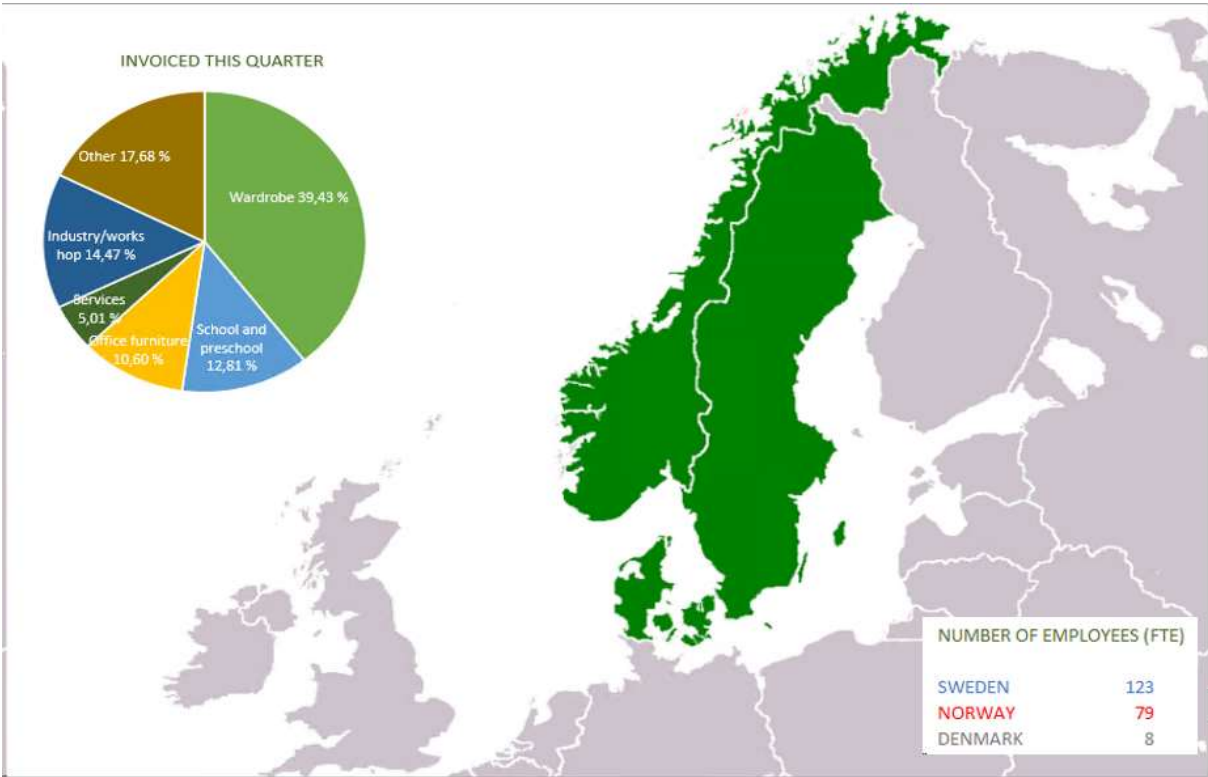 INVOICED THIS QUARTER
Other 17,68 %
Wardrobe 39,43 %
Industry/works
hop 14,47 %
Services
5,01 %
Office furniture
10,60 %
School and
preschool
12,81 %
NUMBER OF EMPLOYEES (FTE)
SWEDEN 123
NORWAY 79
DENMARK 8